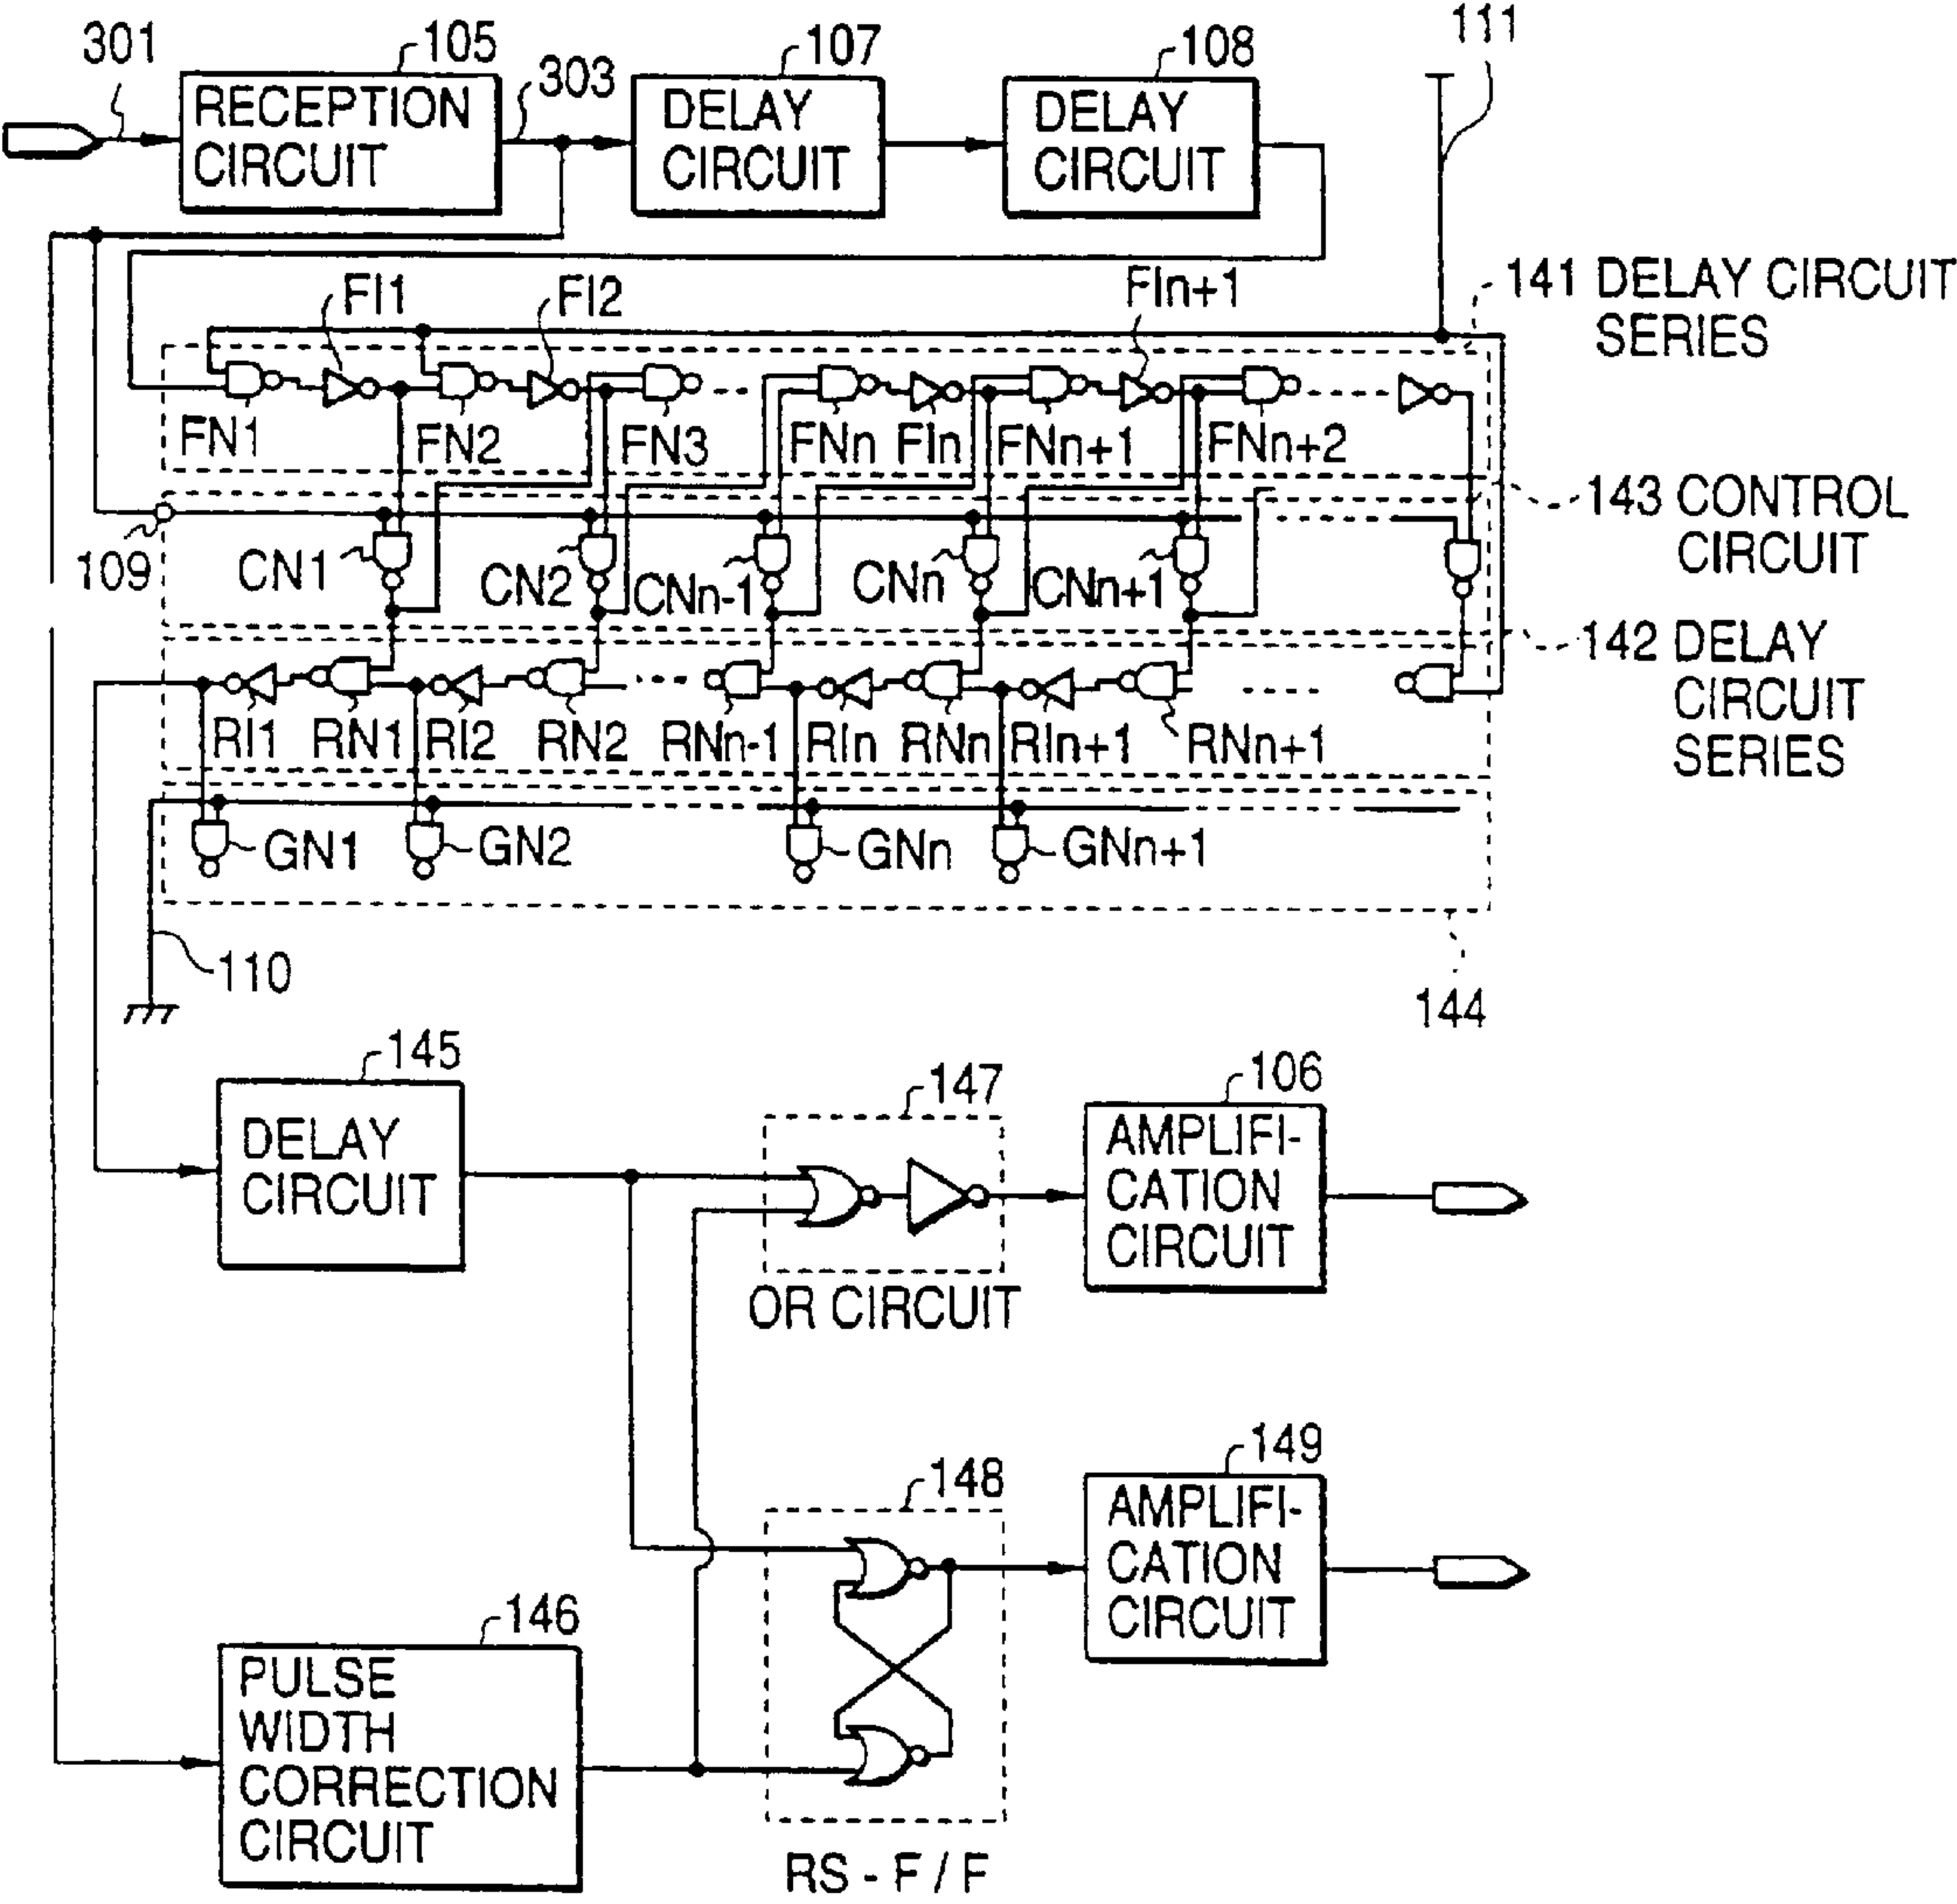 301
105
303
107
108
111
RECEPTION
CIRCUIT
DELAY
CIRCUIT
DELAY
CIRCUIT
FI1
FI2
FIn+1
141 DELAY CIRCUIT
SERIES
FN1
FN2
FN3
FNn
FIn
FNn+1
FNn+2
143 CONTROL
CIRCUIT
109
CN1
CN2
CNn-1
CNn
CNn+1
142 DELAY
CIRCUIT
SERIES
RI1
RN1
RI2
RN2
RNn-1
RIn
RNn
RIn+1
RNn+1
GN1
GN2
GNn
GNn+1
110
144
145
DELAY
CIRCUIT
147
OR CIRCUIT
106
AMPLIFI-
CATION
CIRCUIT
148
149
AMPLIFI-
CATION
CIRCUIT
146
PULSE
WIDTH
CORRECTION
CIRCUIT
RS - F / F